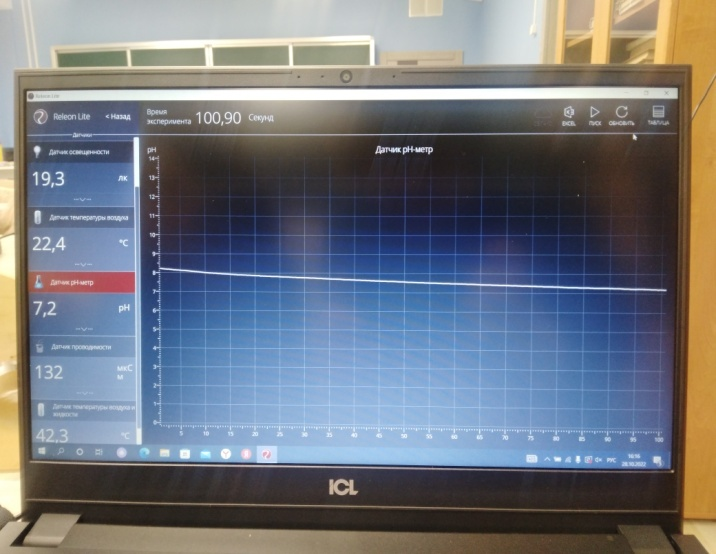 Releon Lite
Releon Lite
< Назад
Время
эксперимента 100,90 Секунд
EXCEL
ПУСК
ОБНОВИТЬ
ТАБЛИЦА
Датчик освещенности
19,3 лк
--,--
Датчик температуры воздуха
22,4 °C
--,--
Датчик pH-метр
7,2 pH
--,--
Датчик проводимости
132 мкС
м
--,--
Датчик температуры воздуха и
жидкости
42,3 °C
Датчик pH-метр
pH
14
13
12
11
10
9
8
7
6
5
4
3
2
1
0
5 10 15 20 25 30 35 40 45 50 55 60 65 70 75 80 85 90 95 100
РУС
16:16
28.10.2022
ICL